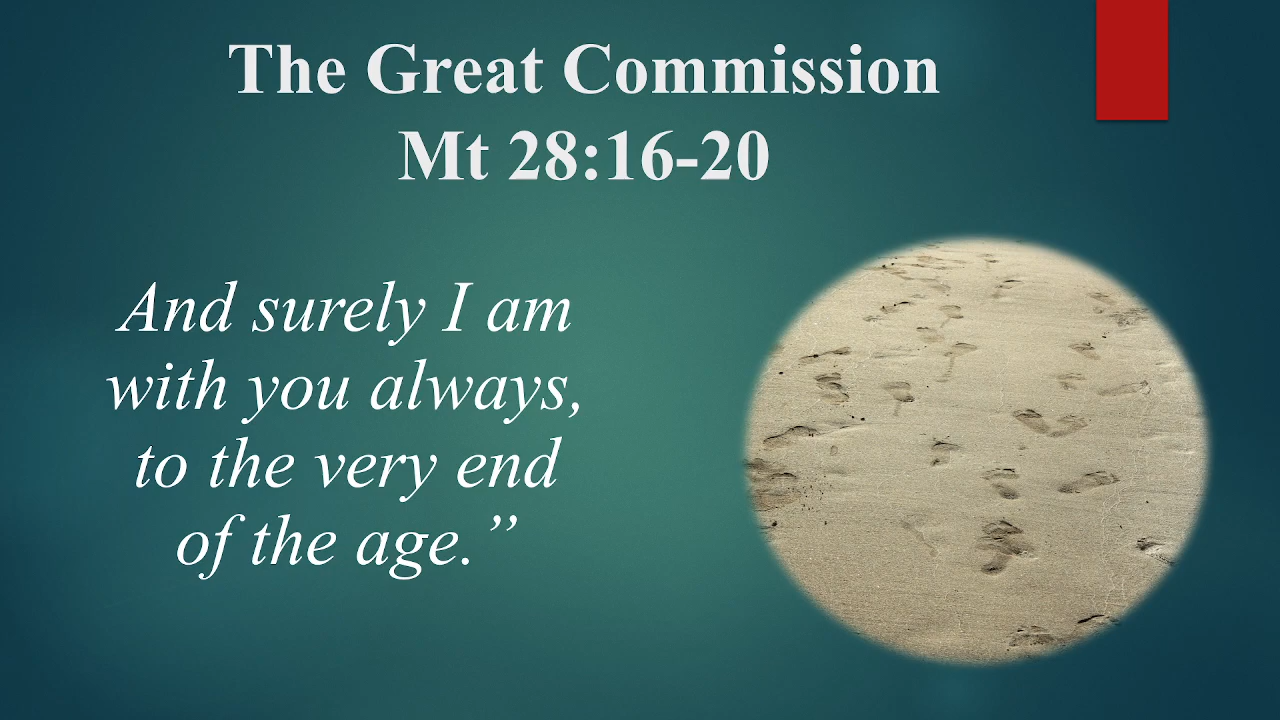 The Great Commission
Mt 28:16-20
And surely I am
with you always,
to the very end
of the age.”